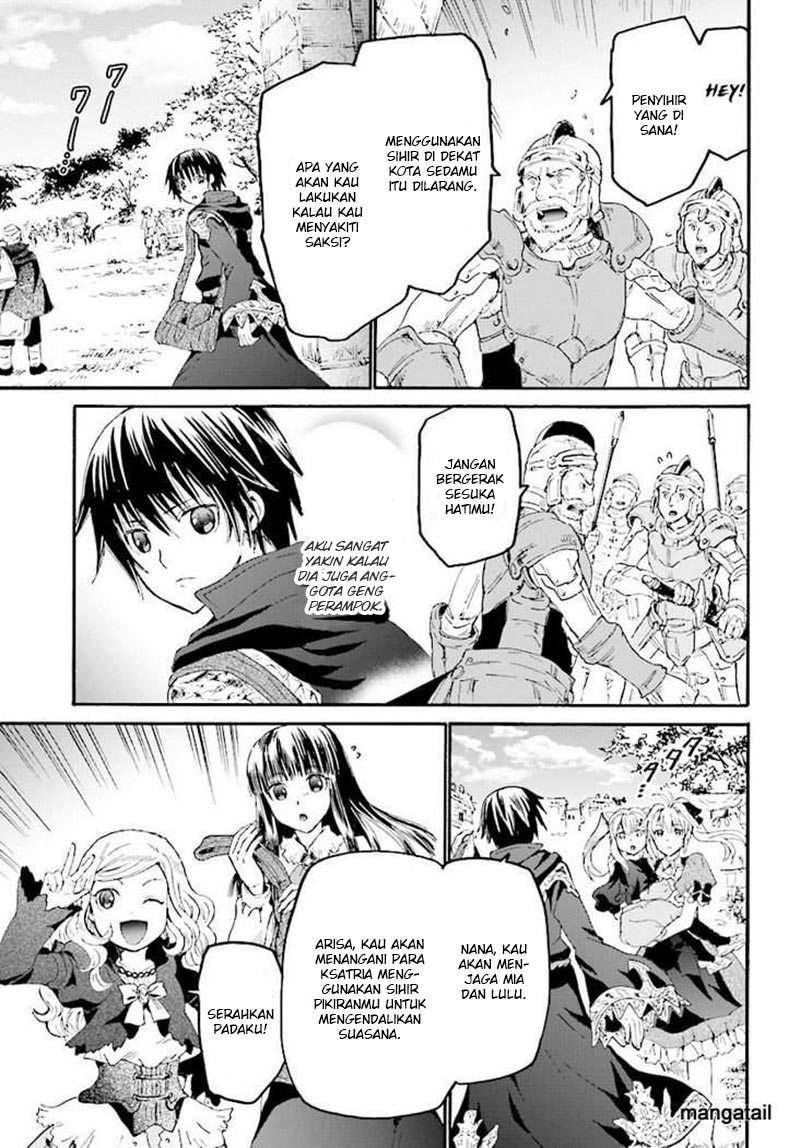 HEY!
PENYIHIR
YANG DI
SANA!
MENGGUNAKAN
SIHIR DI DEKAT
KOTA SEDAMU
ITU DILARANG.
APA YANG
AKAN KAU
LAKUKAN
KALAU KAU
MENYAKITI
SAKSI?
ワー
ワー…
JANGAN
BERGERAK
SESUKA
HATIMU!
AKU SANGAT
YAKIN KALAU
DIA JUGA ANG-
GOTA GENG
PERAMPOK.
タタタ
NANA, KAU
AKAN MEN-
JAGA MIA
DAN LULU.
ARISA, KAU AKAN
MENANGANI PARA
KSATRIA MENG-
GUNAKAN SIHIR
PIKIRANMU UNTUK
MENGENDALIKAN
SUASANA.
SERAHKAN
PADAKU!
mangatail